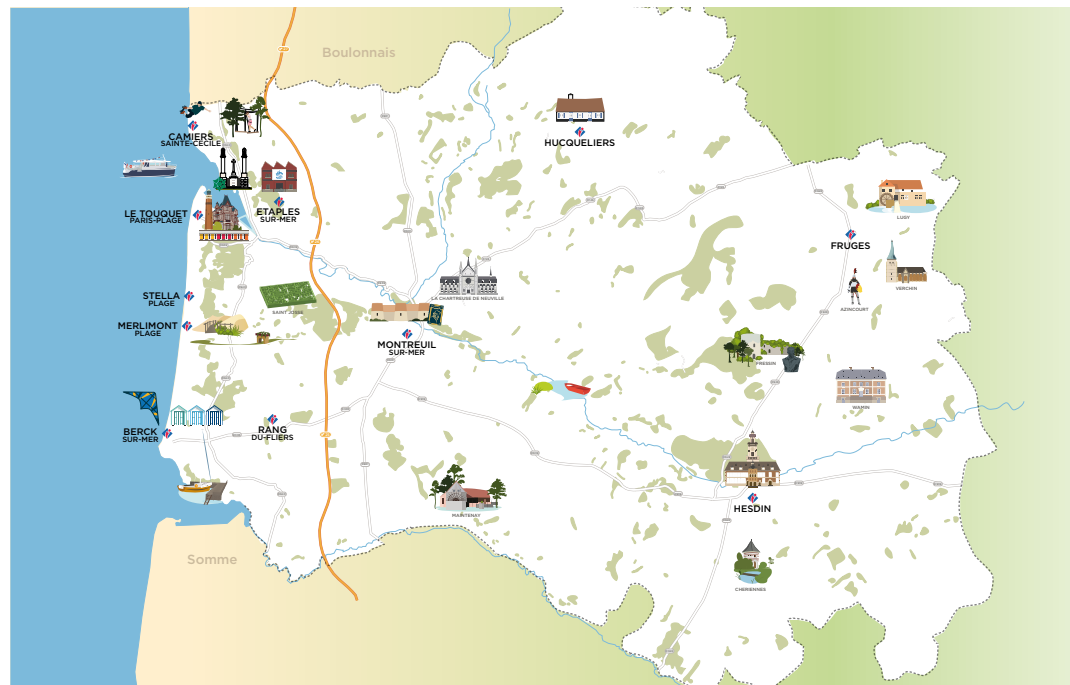 Boulonnais
CAMIERS
SAINTE-CECILE
HUCQUELIERS
LE TOUQUET
PARIS-PLAGE
ETAPLES
SUR-MER
LUGY
FRUGES
VERCHIN
AZINCOURT
LA CHARTREUSE DE NEUVILLE
STELLA
PLAGE
SAINT JOSSE
MERLIMONT
PLAGE
MONTREUIL
SUR-MER
FRESSIN
WAMIN
BERCK
SUR-MER
RANG
DU-FLIERS
MAINTENAY
HESDIN
Somme
CHERIENNES